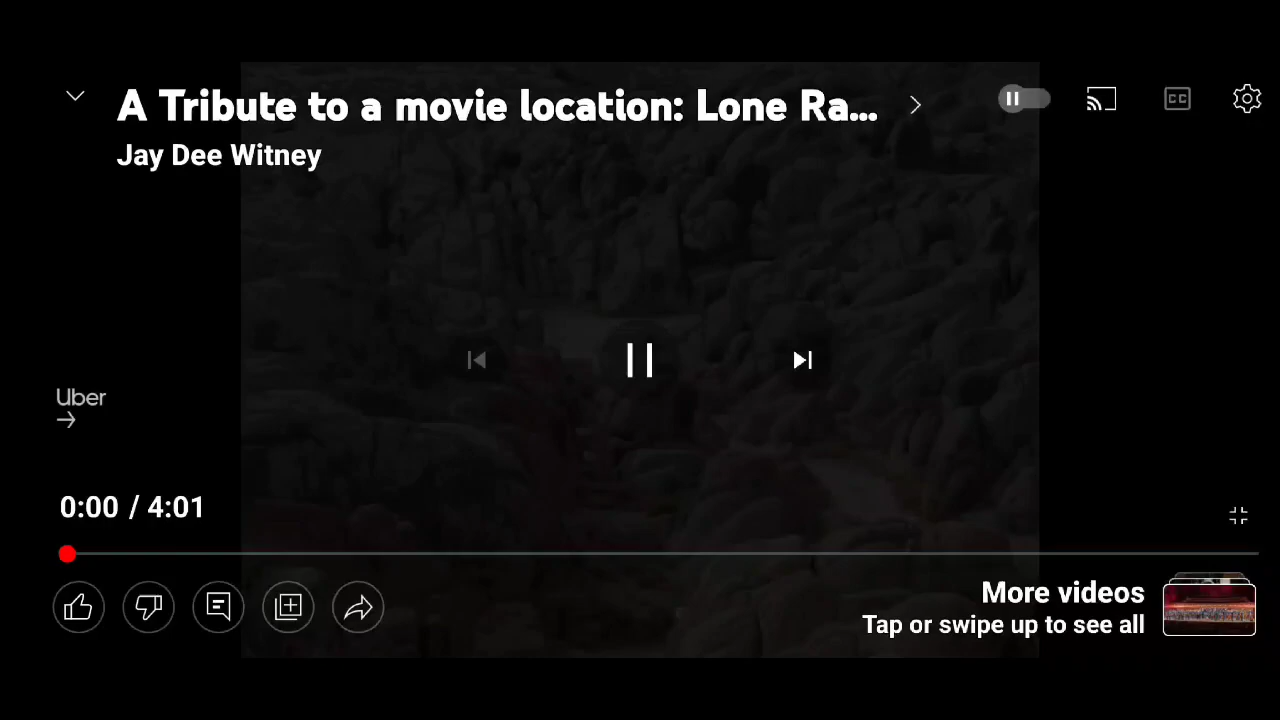 A Tribute to a movie location: Lone Ra...
Jay Dee Witney
CC
Uber
0:00 / 4:01
More videos
Tap or swipe up to see all